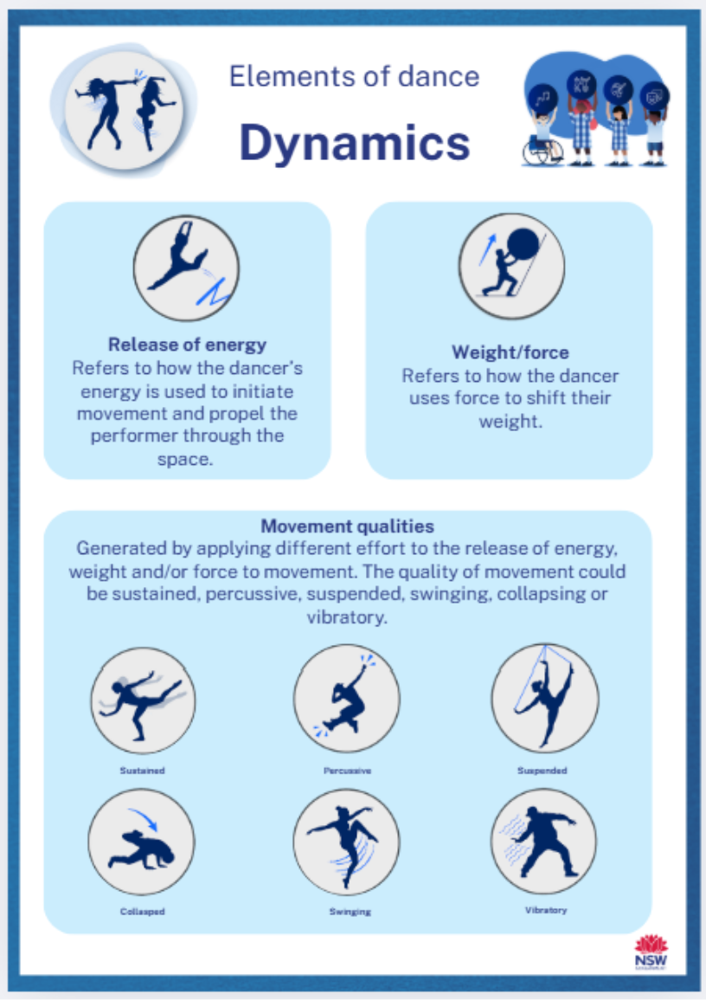 Elements of dance
Dynamics
Release of energy
Refers to how the dancer's
energy is used to initiate
movement and propel the
performer through the
space.
Weight/force
Refers to how the dancer
uses force to shift their
weight.
Movement qualities
Generated by applying different effort to the release of energy,
weight and/or force to movement. The quality of movement could
be sustained, percussive, suspended, swinging, collapsing or
vibratory.
Sustained
Percussive
Suspended
Collasped
Swinging
Vibratory
NSW